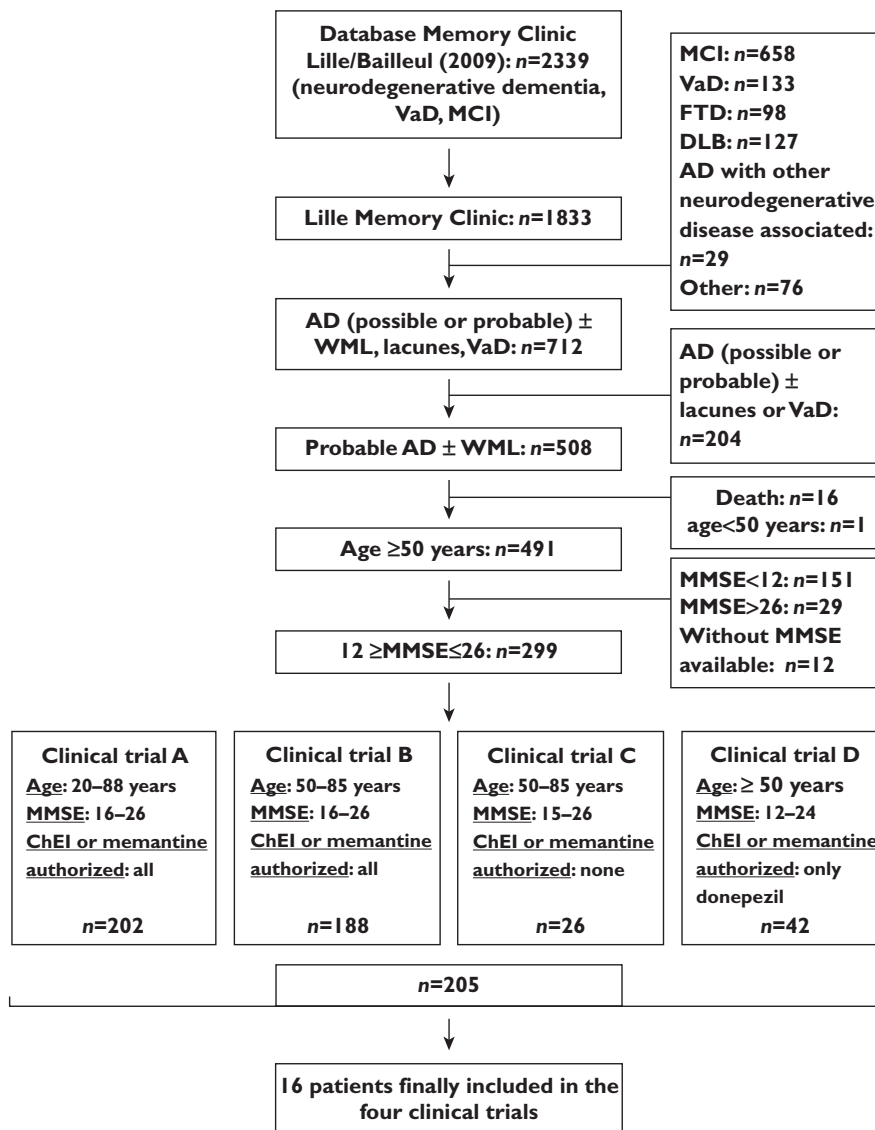 Database Memory Clinic
Lille/Bailleul (2009): n=2339
(neurodegenerative dementia,
VaD, MCI)
MCI: n=658
VaD: n=133
FTD: n=98
DLB: n=127
AD with other
neurodegenerative
disease associated:
n=29
Other: n=76
Lille Memory Clinic: n=1833
AD (possible or probable) ±
WML, lacunes, VaD: n=712
AD (possible or
probable) ±
lacunes or VaD:
n=204
Probable AD ± WML: n=508
Death: n=16
age<50 years: n=1
Age ≥50 years: n=491
MMSE<12: n=151
MMSE>26: n=29
Without MMSE
available: n=12
12 ≥MMSE≤26: n=299
Clinical trial A
Age: 20–88 years
MMSE: 16–26
ChEI or memantine
authorized: all
n=202
Clinical trial B
Age: 50–85 years
MMSE: 16–26
ChEI or memantine
authorized: all
n=188
Clinical trial C
Age: 50–85 years
MMSE: 15–26
ChEI or memantine
authorized: none
n=26
Clinical trial D
Age: ≥ 50 years
MMSE: 12–24
ChEI or memantine
authorized: only
donepezil
n=42
n=205
16 patients finally included in the
four clinical trials